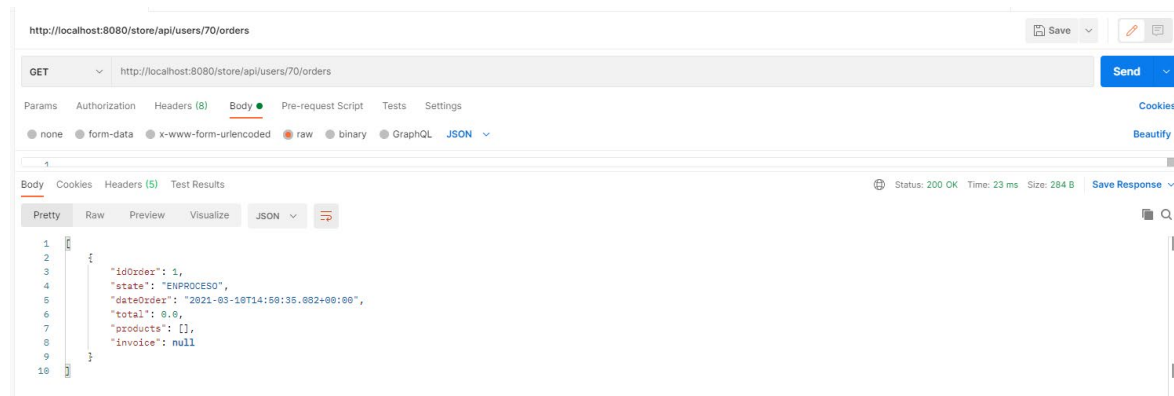 http://localhost:8080/store/api/users/70/orders
Save
GET http://localhost:8080/store/api/users/70/orders Send
Params Authorization Headers (8) Body Pre-request Script Tests Settings Cookies
none form-data x-www-form-urlencoded raw binary GraphQL JSON Beautify
1
Body Cookies Headers (5) Test Results Status: 200 OK Time: 23 ms Size: 284 B Save Response
Pretty Raw Preview Visualize JSON
1 [
2 {
3 "idOrder": 1,
4 "state": "ENPROCESO",
5 "dateOrder": "2021-03-10T14:50:35.082+00:00",
6 "total": 0.0,
7 "products": [],
8 "invoice": null
9 }
10 ]